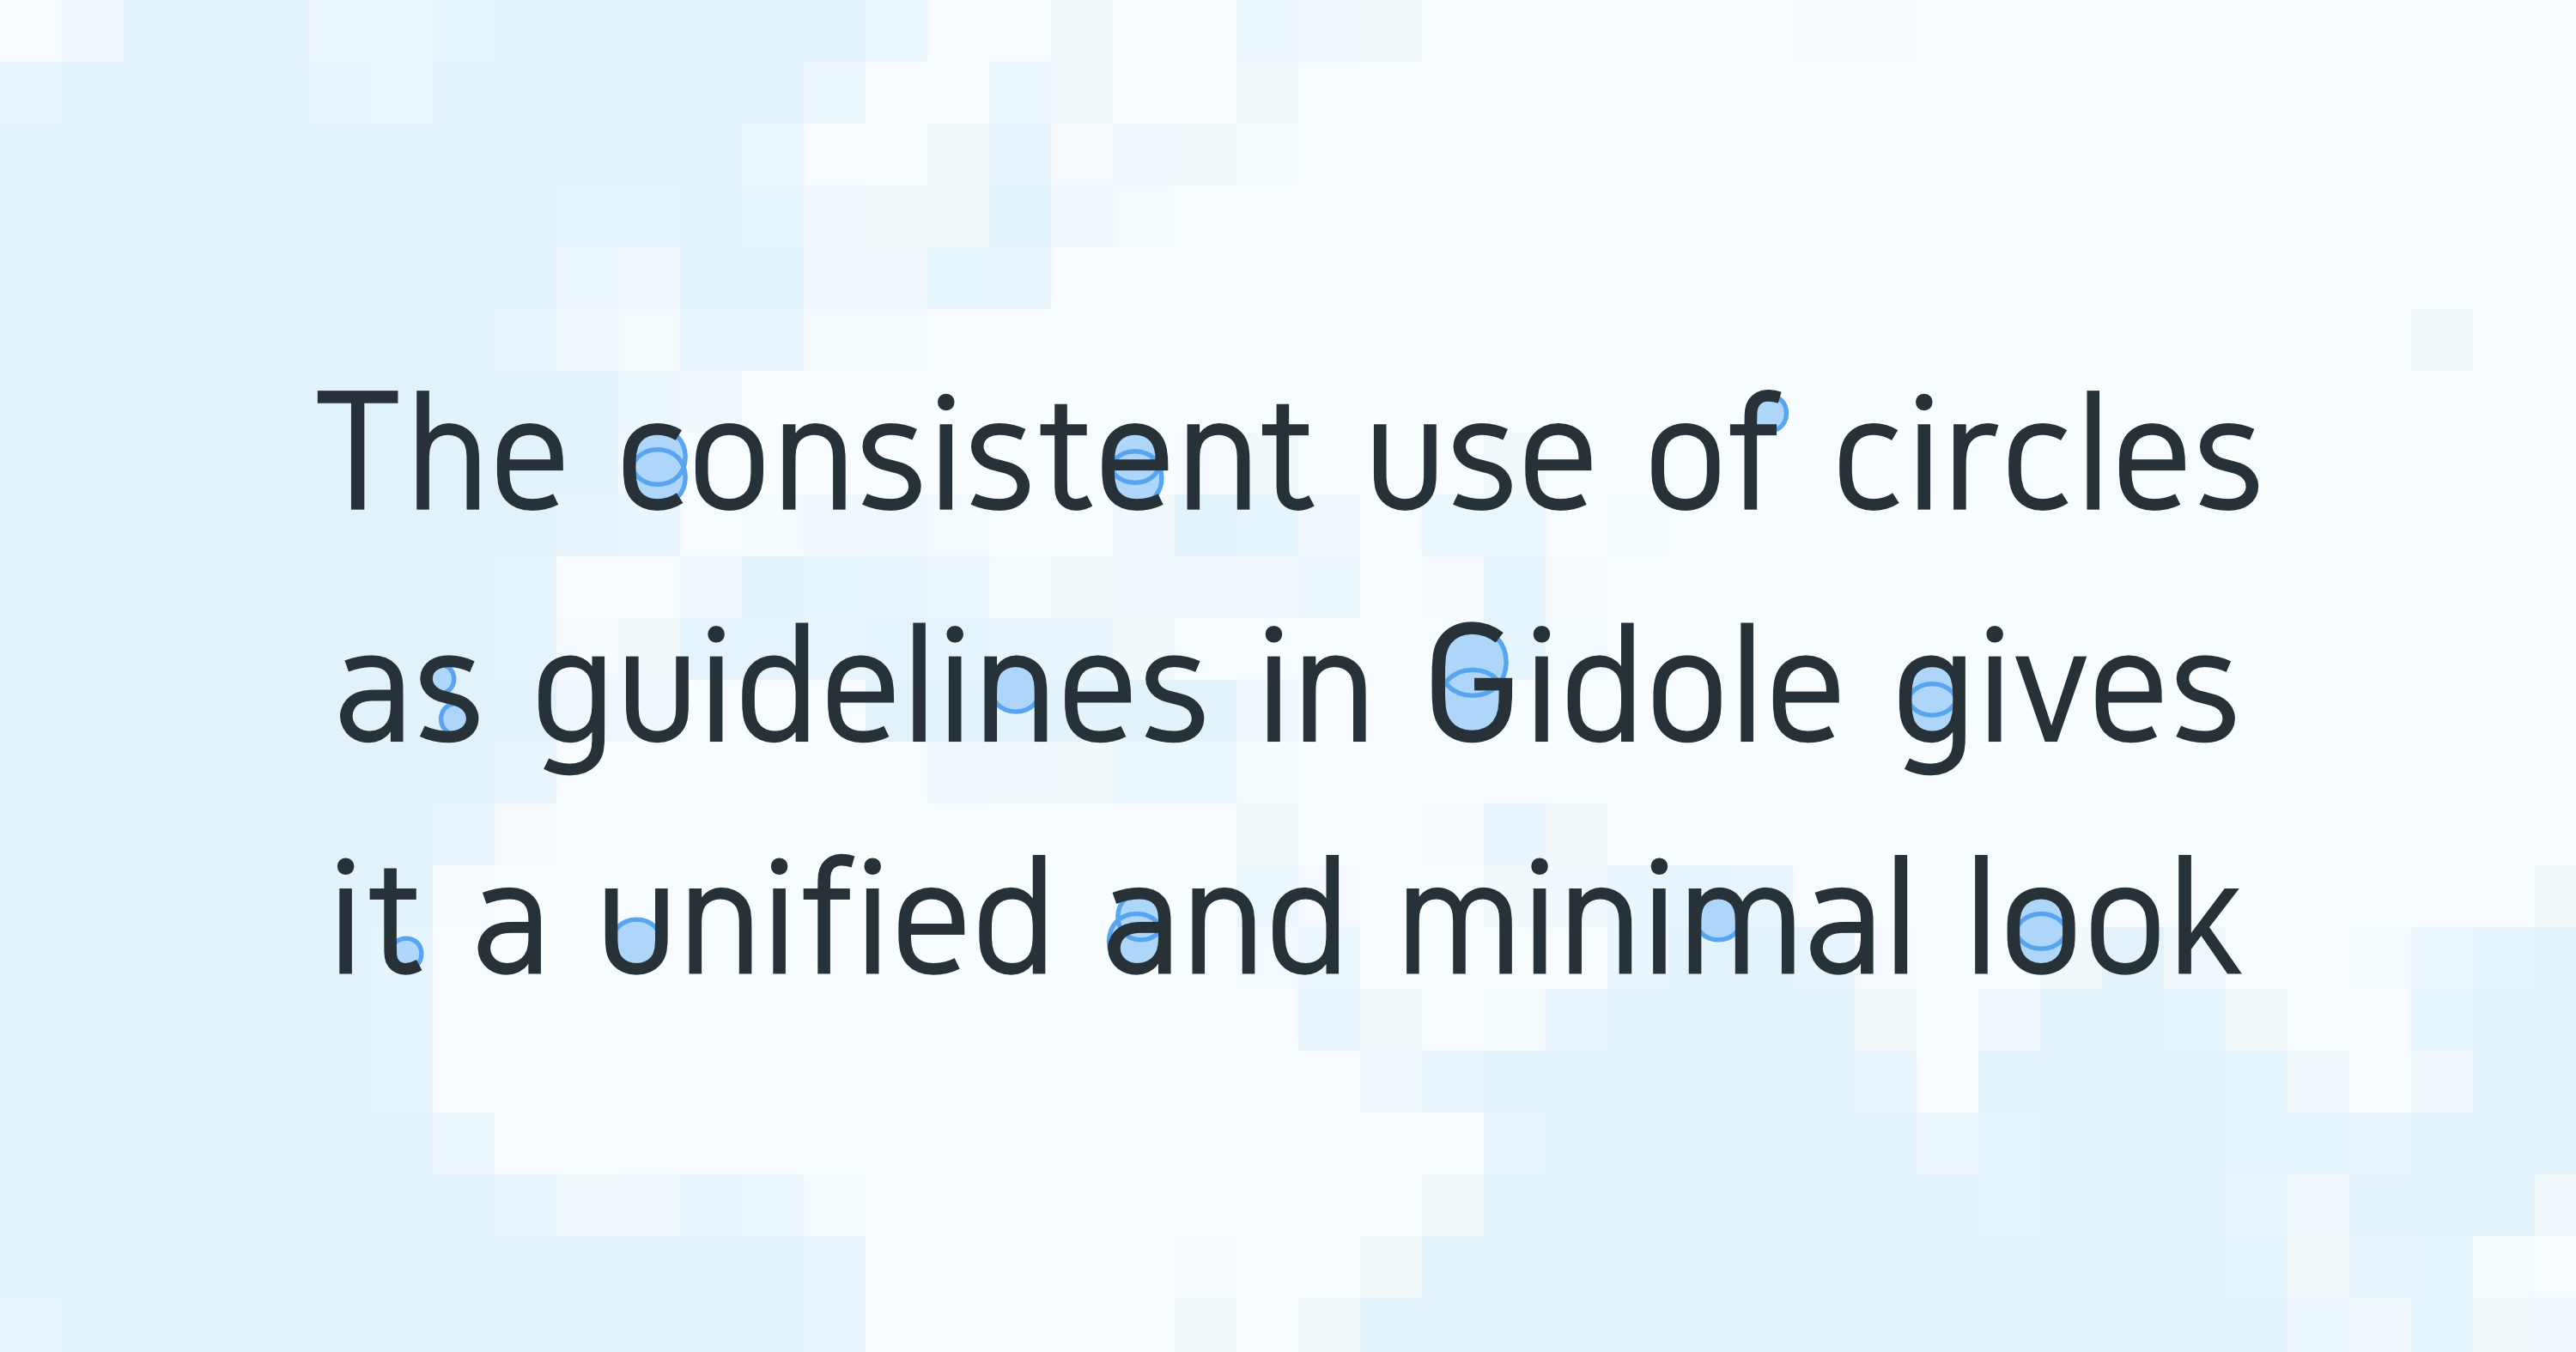 The consistent use of circles
as guidelines in Gidole gives
it a unified and minimal look